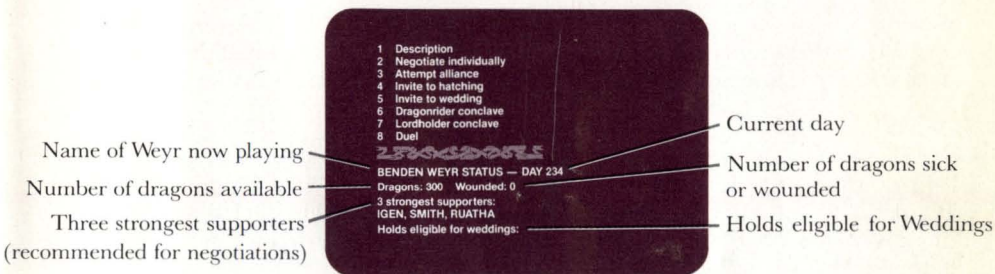 1 Description
2 Negotiate individually
3 Attempt alliance
4 Invite to hatching
5 Invite to wedding
6 Dragonrider conclave
7 Lordholder conclave
8 Duel
BENDEN WEYR STATUS — DAY 234
Dragons: 300 Wounded: 0
3 strongest supporters:
IGEN, SMITH, RUATHA
Holds eligible for weddings:
Name of Weyr now playing
Number of dragons available
Three strongest supporters
(recommended for negotiations)
Current day
Number of dragons sick
or wounded
Holds eligible for Weddings